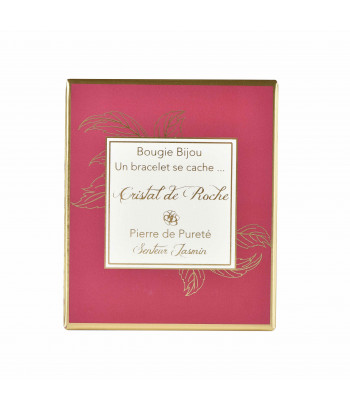 Bougie Bijou
Un bracelet se cache ...
Cristal de Roche
Pierre de Pureté
Senteur Jasmin